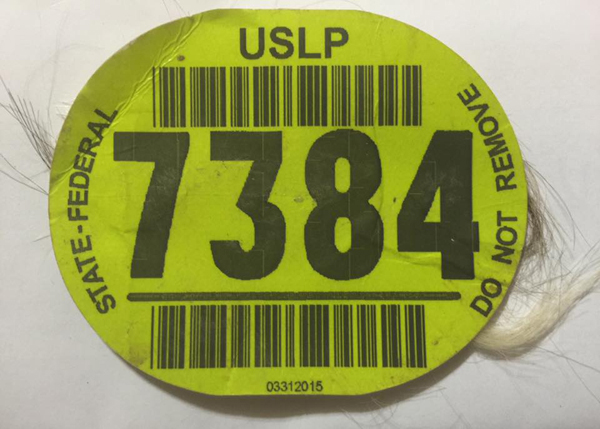 USLP
STATE-FEDERAL
7384
DO NOT REMOVE
03312015